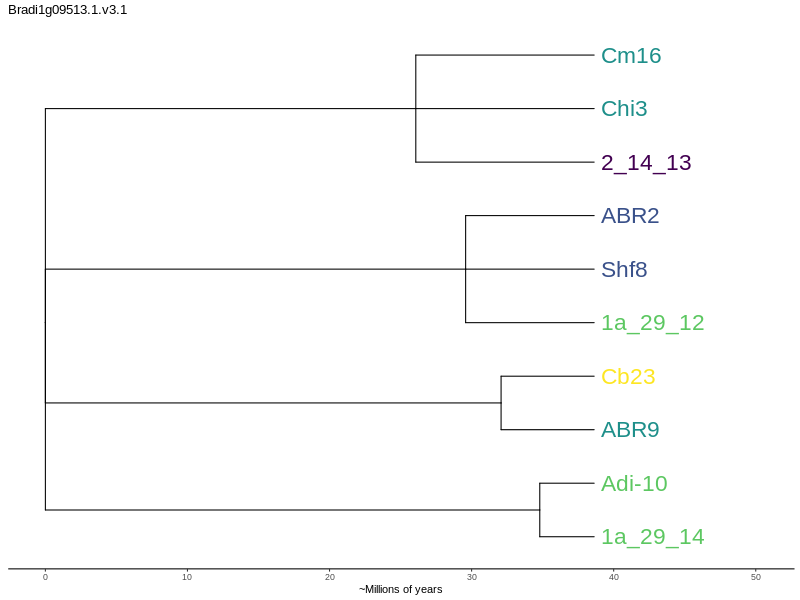 Bradi1g09513.1.v3.1
Cm16
Chi3
2_14_13
ABR2
Shf8
1a_29_12
Cb23
ABR9
Adi-10
1a_29_14
0 10 20 30 40 50
~Millions of years